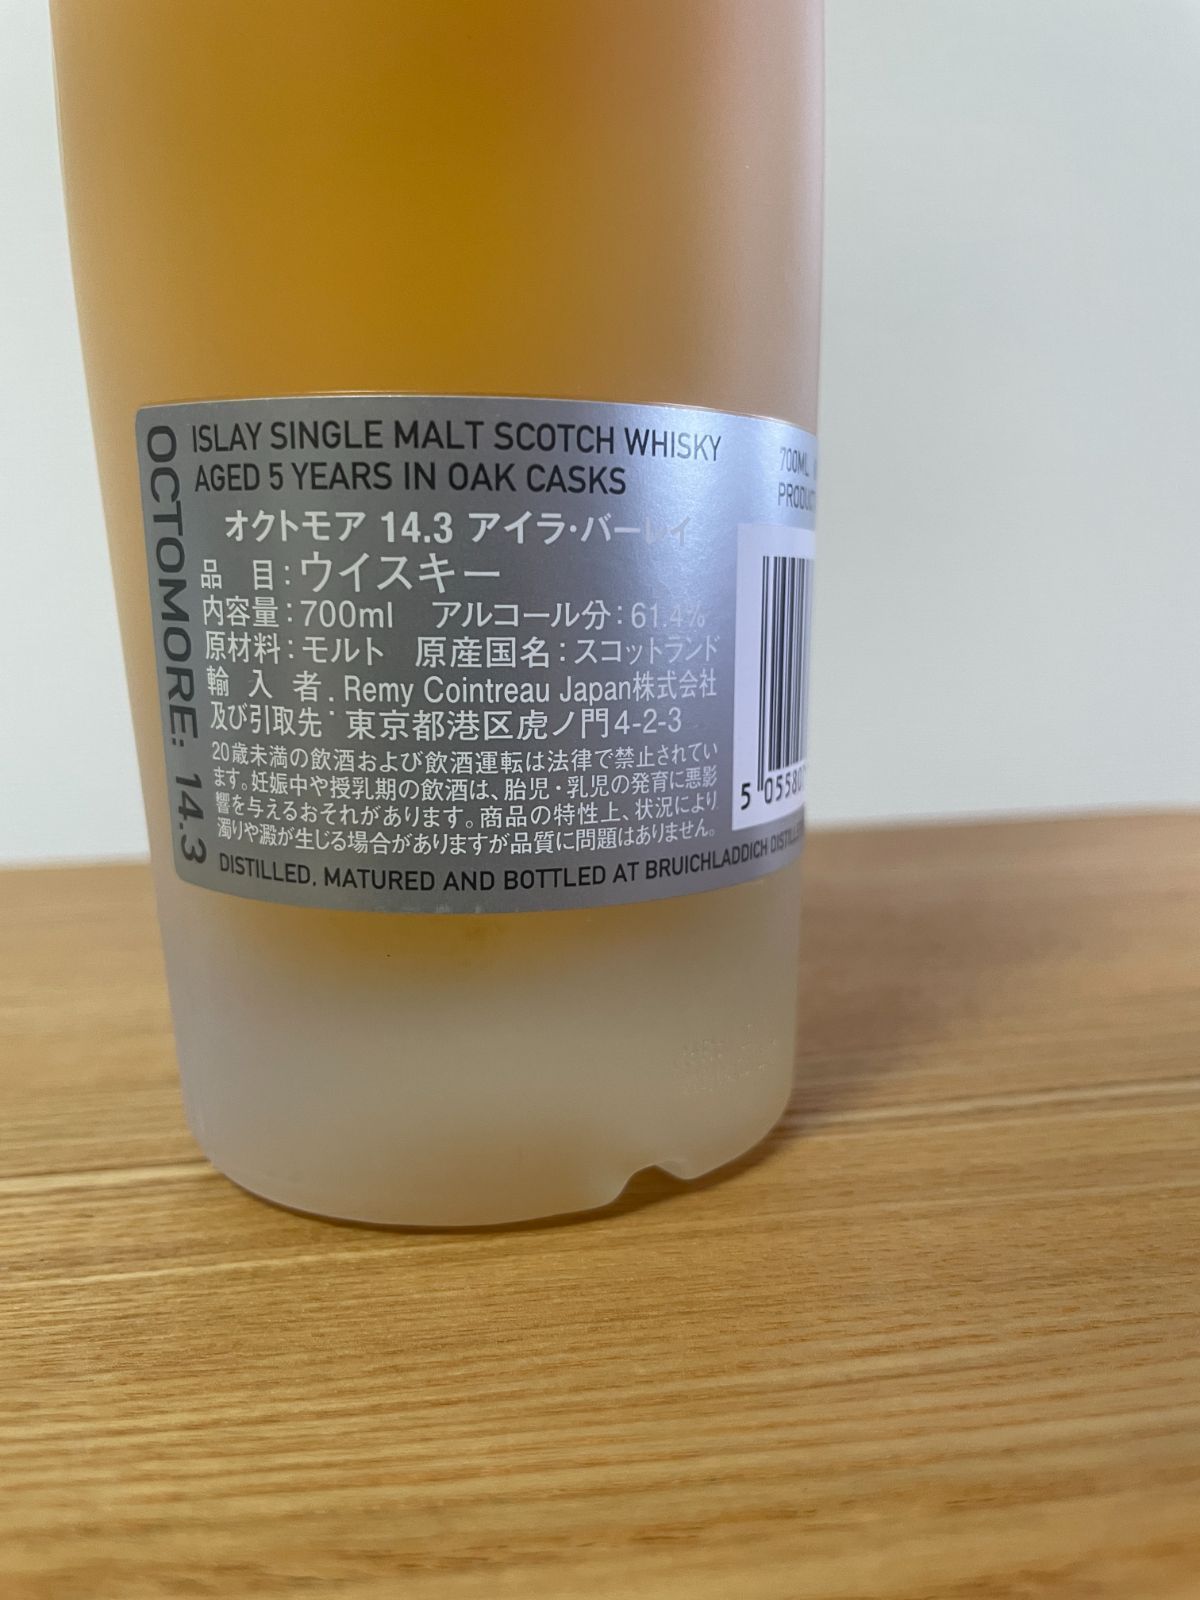 ISLAY SINGLE MALT SCOTCH WHISKY
AGED 5 YEARS IN OAK CASKS
OCTOMORE: 14.3
オクトモア 14.3 アイラ・バーレイ
品 目：ウイスキー
内容量：700ml アルコール分：61.4%
原材料：モルト 原産国名：スコットランド
輸 入 者 . Remy Cointreau Japan株式会社
及び引取先 · 東京都港区虎ノ門4-2-3
20歳未満の飲酒および飲酒運転は法律で禁止されてい
ます。妊娠中や授乳期の飲酒は、胎児・乳児の発育に悪影
響を与えるおそれがあります。商品の特性上、状況により
濁りや澱が生じる場合がありますが品質に問題はありません。
DISTILLED, MATURED AND BOTTLED AT BRUICHLADDICH
700ML
5 05580